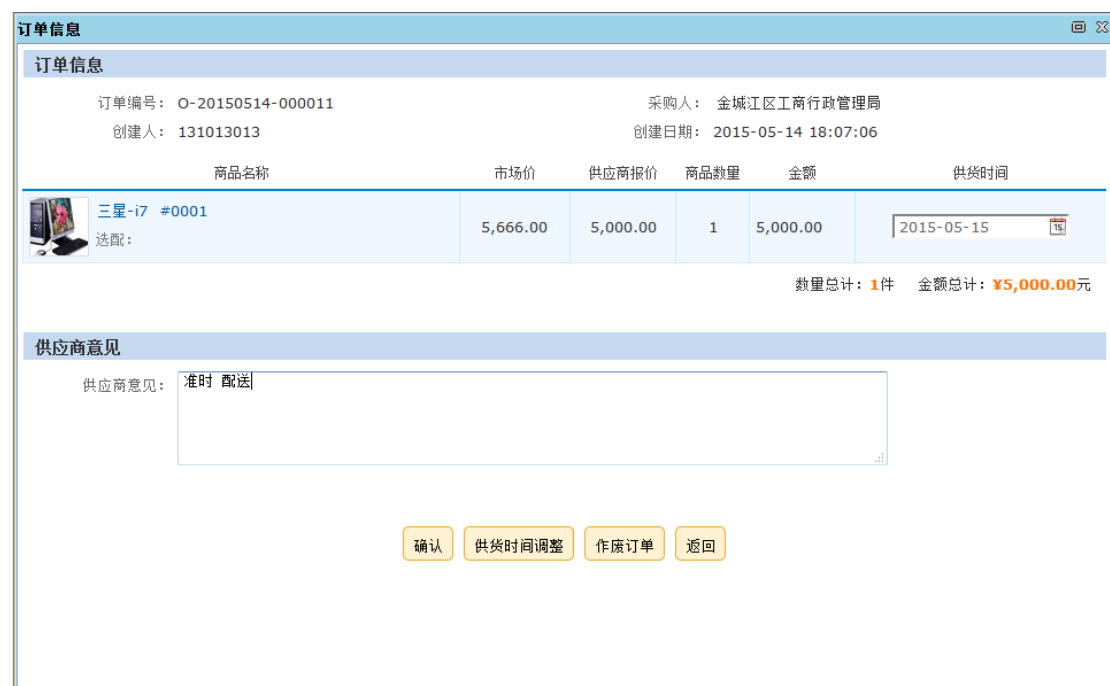 订单信息
订单信息
订单编号: O-20150514-000011 采购人: 金城江区工商行政管理局
创建人: 131013013 创建日期: 2015-05-14 18:07:06
商品名称 市场价 供应商报价 商品数量 金额 供货时间
三星-i7 #0001
选配:
5,666.00 5,000.00 1 5,000.00 2015-05-15
数量总计: 1件 金额总计: ¥5,000.00元
供应商意见
供应商意见: 准时 配送
确认 供货时间调整 作废订单 返回